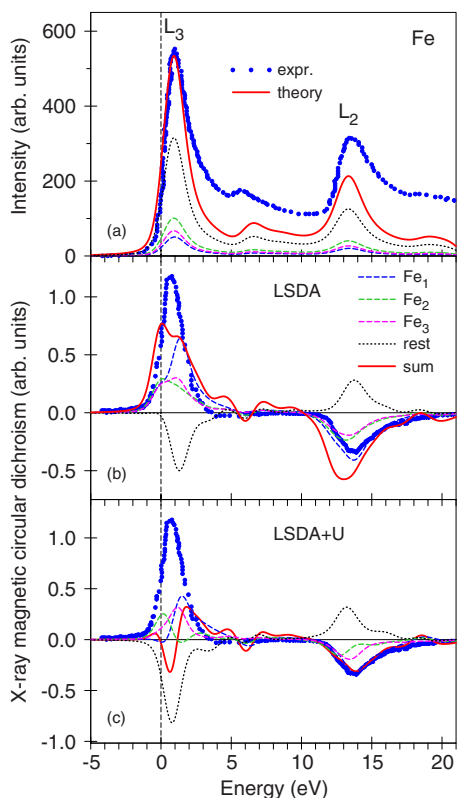 600
L3
Fe
expr.
theory
L2
400
200
0
Intensity (arb. units)
(a)
1.0
LSDA
Fe1
Fe2
Fe3
rest
sum
0.5
0.0
-0.5
(b)
X-ray magnetic circular dichroism (arb. units)
LSDA+U
1.0
0.5
0.0
-0.5
-1.0
(c)
-5 0 5 10 15 20
Energy (eV)